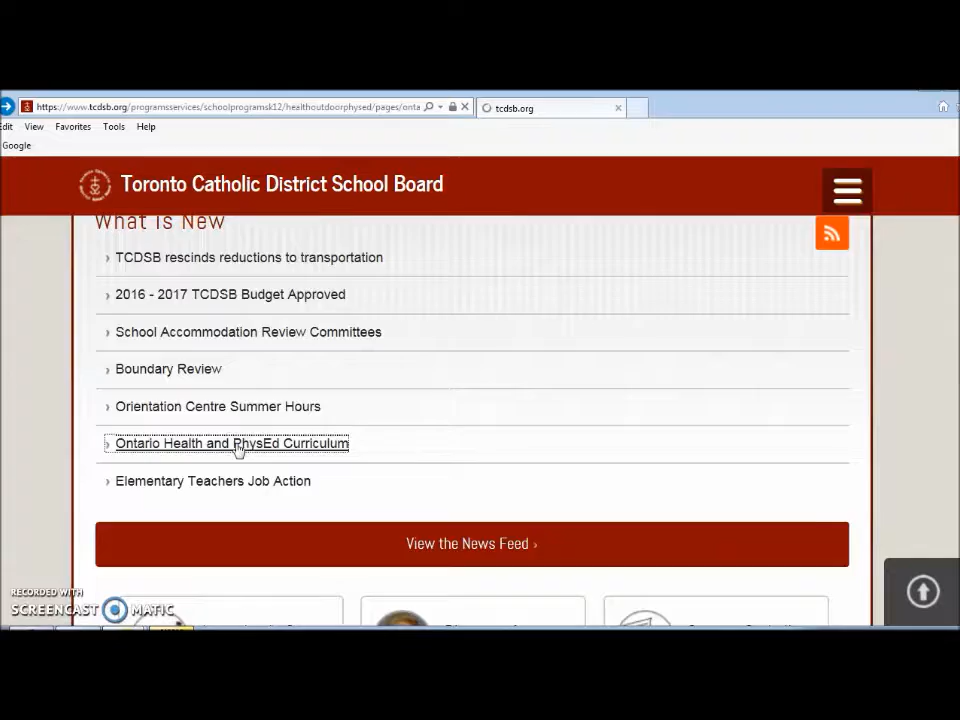 https://www.tcdsb.org/programsservices/schoolprogramsk12/healthoutdoorphysed/pages/onta
tcdsb.org
Edit View Favorites Tools Help
Google
Toronto Catholic District School Board
What is New
TCDSB rescinds reductions to transportation
2016 - 2017 TCDSB Budget Approved
School Accommodation Review Committees
Boundary Review
Orientation Centre Summer Hours
Ontario Health and PhysEd Curriculum
Elementary Teachers Job Action
View the News Feed ›
RECORDED WITH
SCREENCAST MATIC